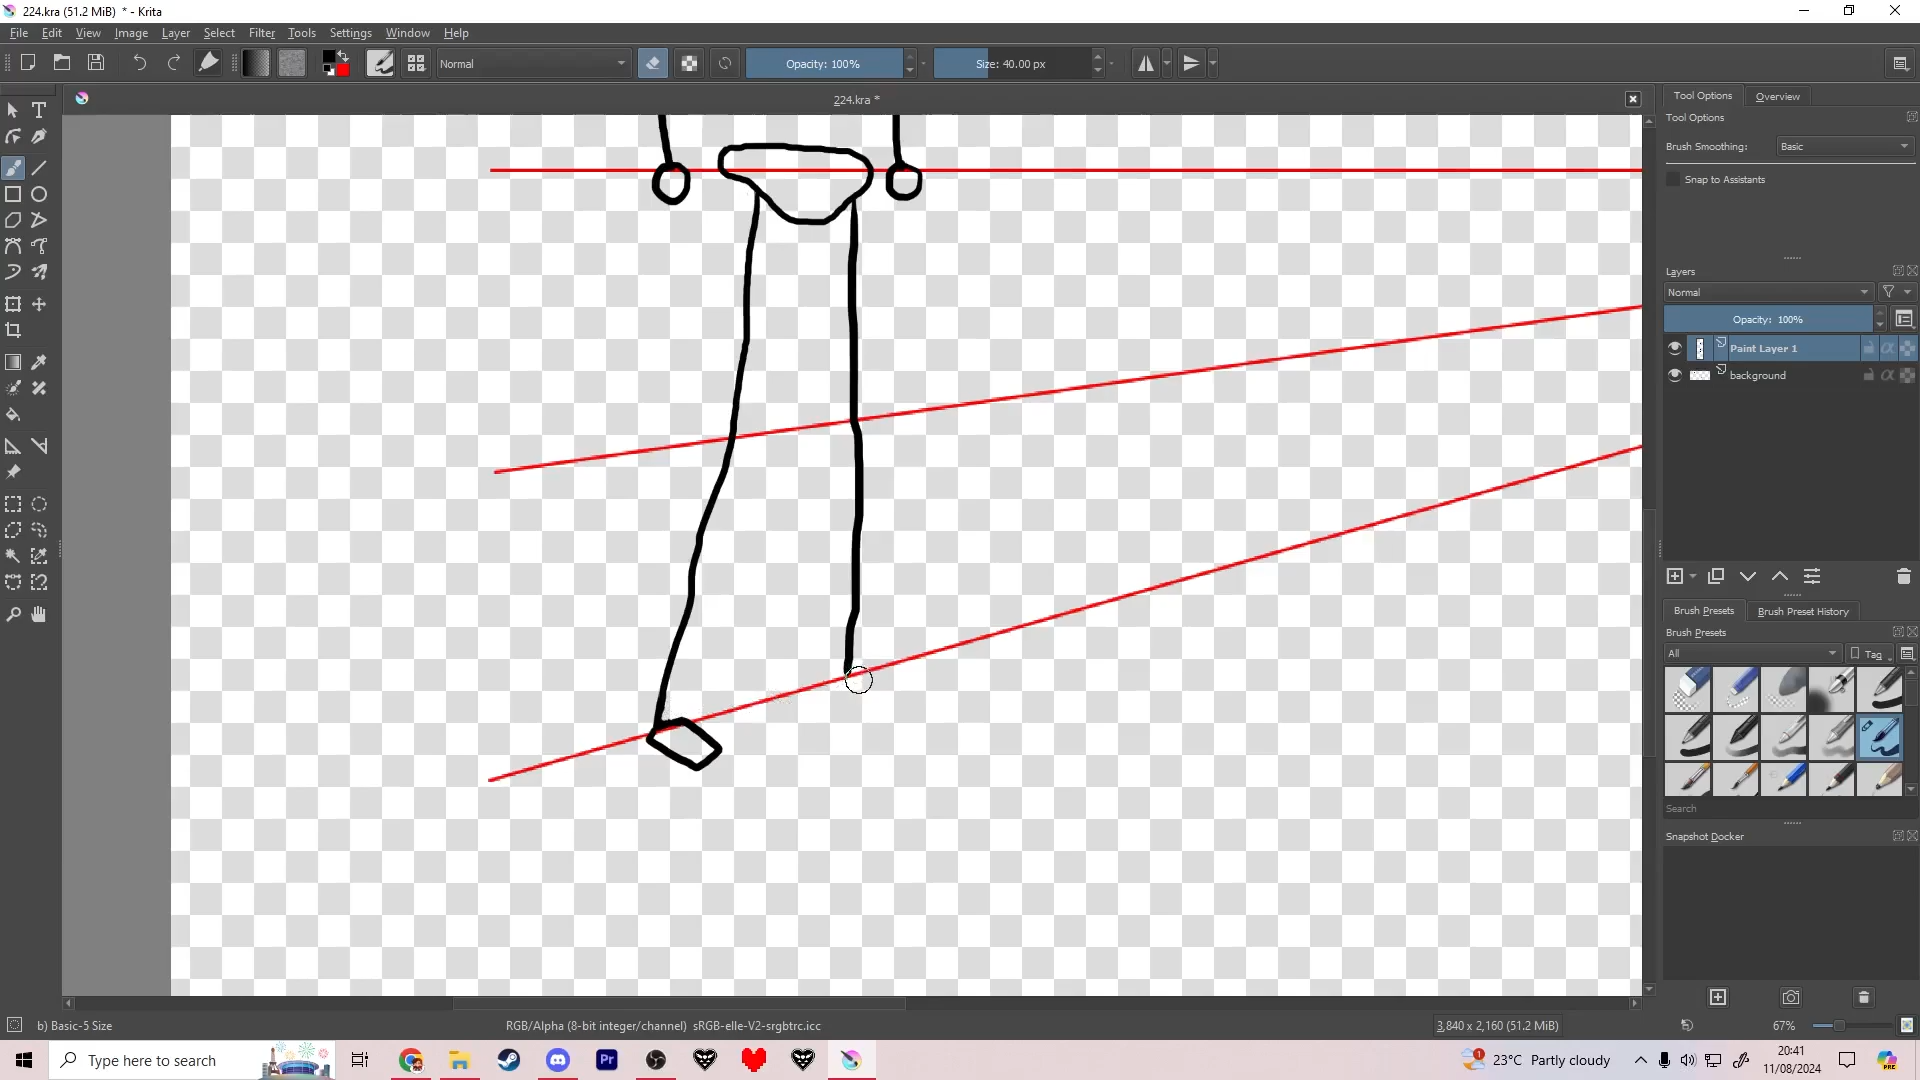 224.kra (51.2 MiB) * - Krita
File Edit View Image Layer Select Filter Tools Settings Window Help
Normal
Opacity: 100%
Size: 40.00 px
224.kra *
Tool Options
Overview
Tool Options
Brush Smoothing: Basic
Snap to Assistants
Layers
Normal
Opacity: 100%
Paint Layer 1
background
Brush Presets
Brush Preset History
Brush Presets
All
Tag
Search
Snapshot Docker
b) Basic-5 Size
RGB/Alpha (8-bit integer/channel) sRGB-elle-V2-srgbtrc.icc
3,840 x 2,160 (51.2 MiB)
67%
Type here to search
Pr
1
23°C Partly cloudy
20:41
11/08/2024
PRE